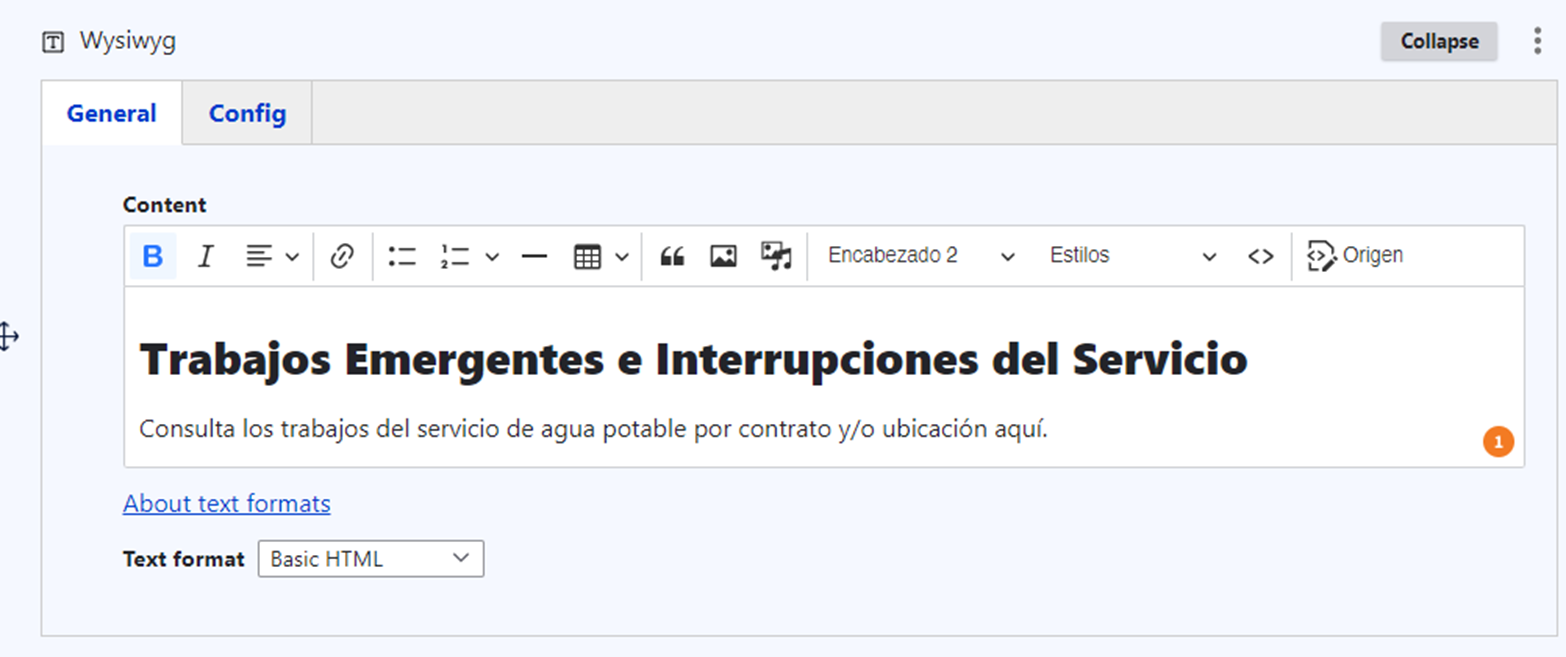 Wysiwyg
Collapse
General
Config
Content
B I Encabezado 2 Estilos Origen
Trabajos Emergentes e Interrupciones del Servicio
Consulta los trabajos del servicio de agua potable por contrato y/o ubicación aquí.
1
About text formats
Text format Basic HTML